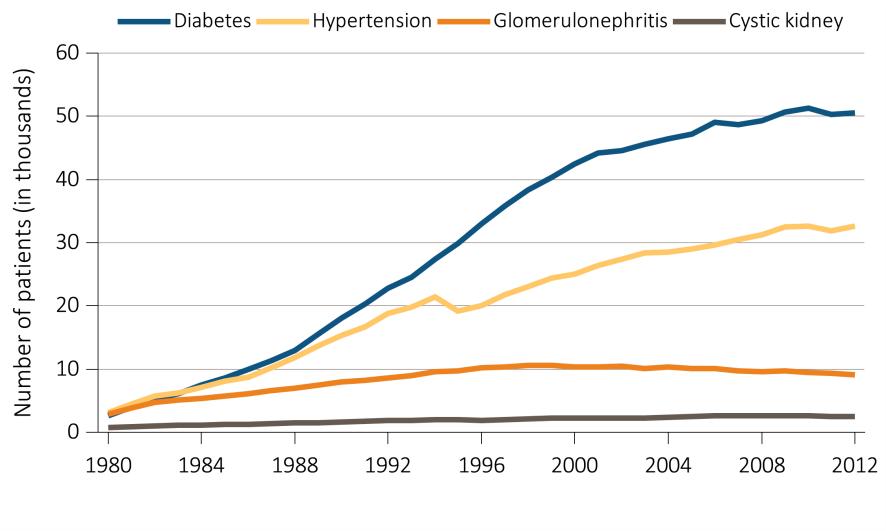 Diabetes Hypertension Glomerulonephritis Cystic kidney
Number of patients (in thousands)
60
50
40
30
20
10
0
1980 1984 1988 1992 1996 2000 2004 2008 2012